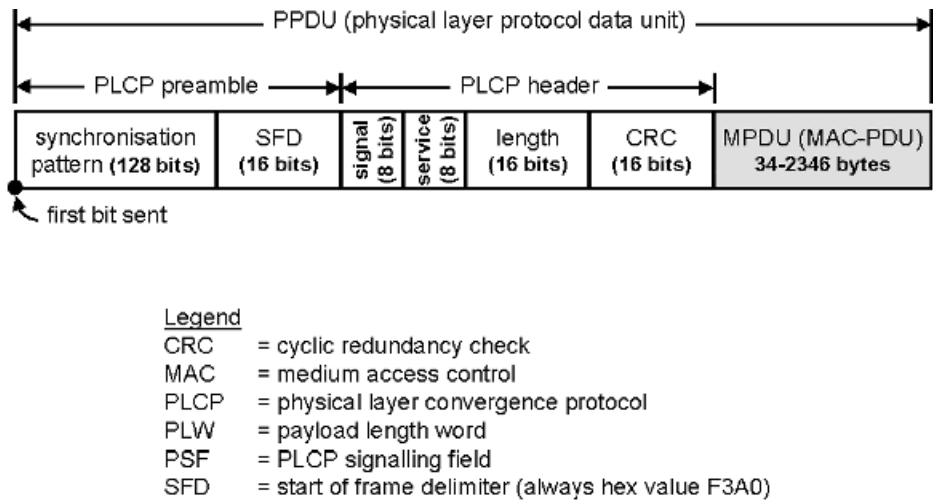 PPDU (physical layer protocol data unit)
PLCP preamble
PLCP header
synchronisation
pattern (128 bits)
SFD
(16 bits)
signal
(8 bits)
service
(8 bits)
length
(16 bits)
CRC
(16 bits)
MPDU (MAC-PDU)
34-2346 bytes
first bit sent
Legend
CRC = cyclic redundancy check
MAC = medium access control
PLCP = physical layer convergence protocol
PLW = payload length word
PSF = PLCP signalling field
SFD = start of frame delimiter (always hex value F3A0)